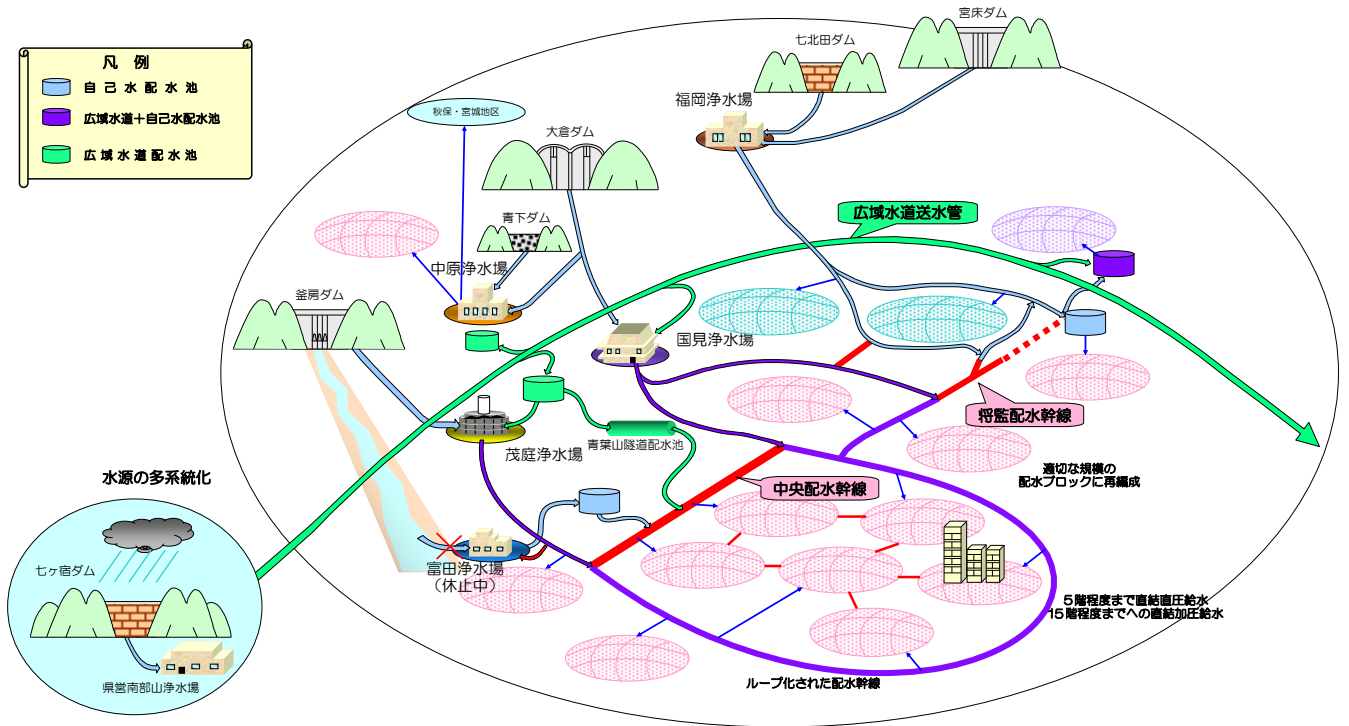 凡 例
自 己 水 配 水 池
広域水道＋自己水配水池
広 域 水 道 配 水 池
宮床ダム
七北田ダム
福岡浄水場
秋保・宮城地区
大倉ダム
青下ダム
中原浄水場
釜房ダム
広域水道送水管
国見浄水場
将監配水幹線
青葉山隧道配水池
茂庭浄水場
適切な規模の
配水ブロックに再編成
中央配水幹線
水源の多系統化
七ヶ宿ダム
富田浄水場
（休止中）
５階程度まで直結直圧給水
15階程度までへの直結加圧給水
県営南部山浄水場
ループ化された配水幹線